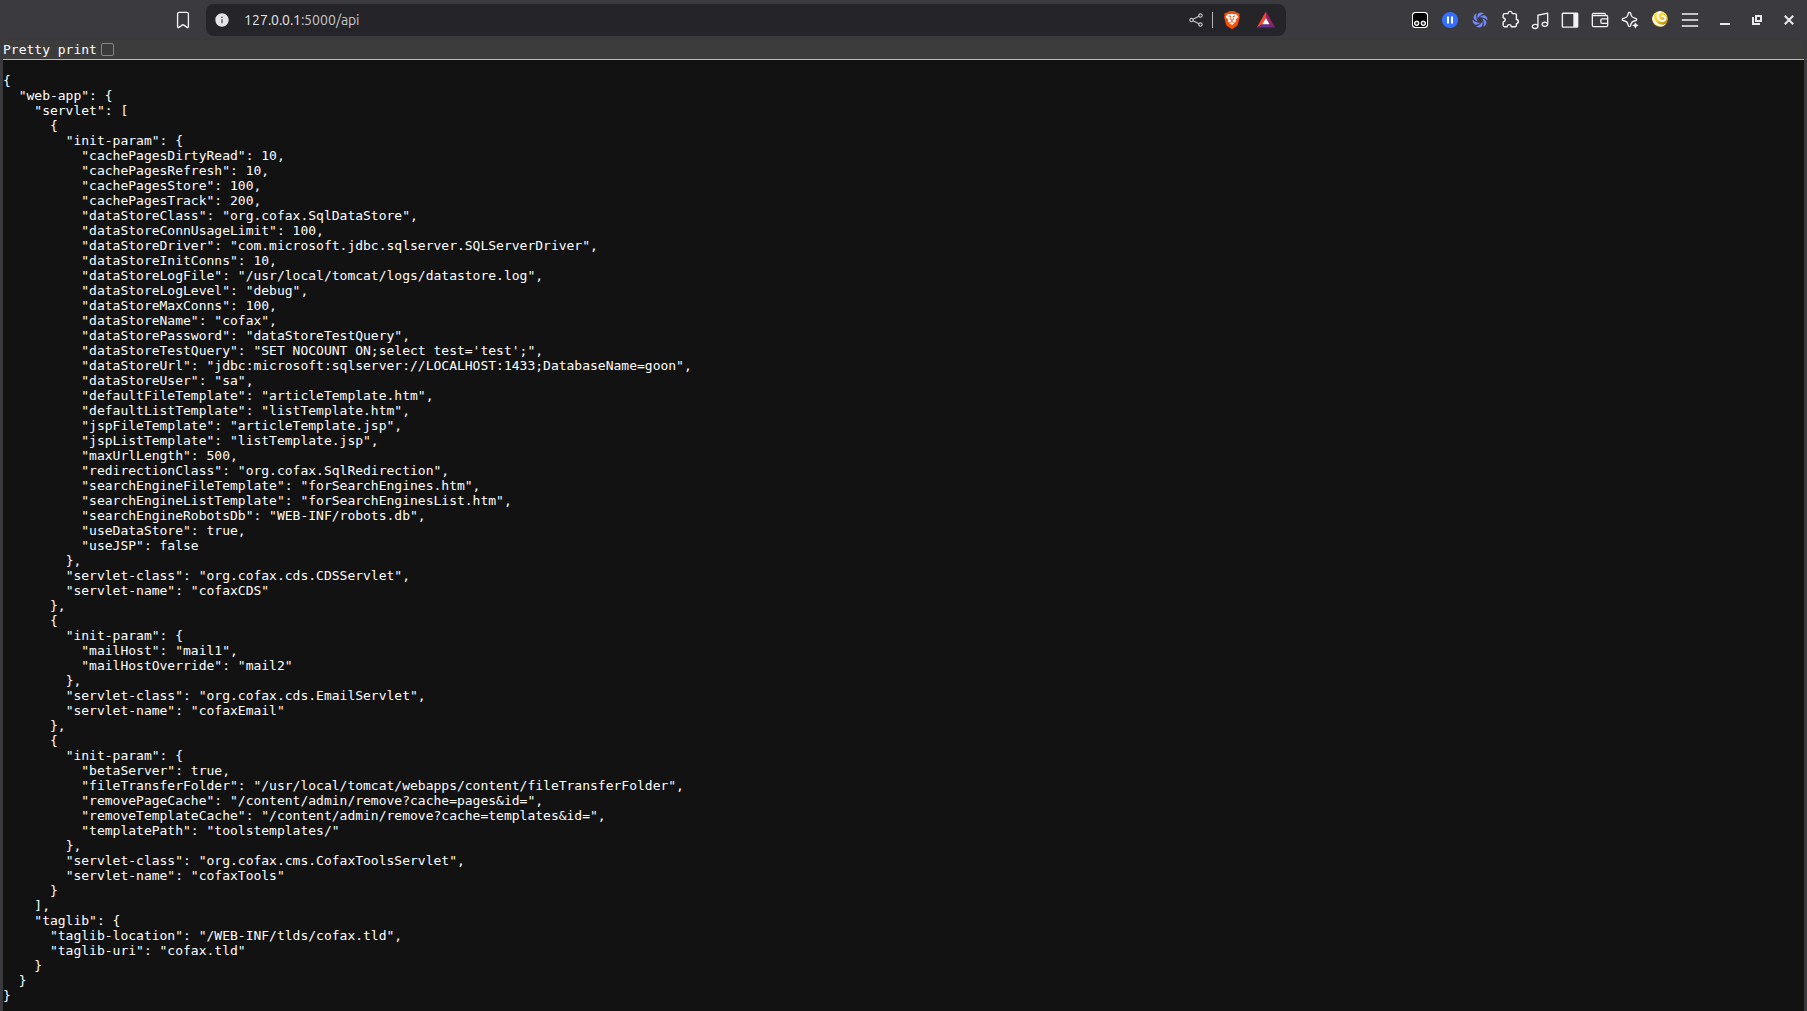 127.0.0.1:5000/api
Pretty print
{
  "web-app": {
    "servlet": [
      {
        "init-param": {
          "cachePagesDirtyRead": 10,
          "cachePagesRefresh": 10,
          "cachePagesStore": 100,
          "cachePagesTrack": 200,
          "dataStoreClass": "org.cofax.SqlDataStore",
          "dataStoreConnUsageLimit": 100,
          "dataStoreDriver": "com.microsoft.jdbc.sqlserver.SQLServerDriver",
          "dataStoreInitConns": 10,
          "dataStoreLogFile": "/usr/local/tomcat/logs/datastore.log",
          "dataStoreLogLevel": "debug",
          "dataStoreMaxConns": 100,
          "dataStoreName": "cofax",
          "dataStorePassword": "dataStoreTestQuery",
          "dataStoreTestQuery": "SET NOCOUNT ON;select test='test';",
          "dataStoreUrl": "jdbc:microsoft:sqlserver://LOCALHOST:1433;DatabaseName=goon",
          "dataStoreUser": "sa",
          "defaultFileTemplate": "articleTemplate.htm",
          "defaultListTemplate": "listTemplate.htm",
          "jspFileTemplate": "articleTemplate.jsp",
          "jspListTemplate": "listTemplate.jsp",
          "maxUrlLength": 500,
          "redirectionClass": "org.cofax.SqlRedirection",
          "searchEngineFileTemplate": "forSearchEngines.htm",
          "searchEngineListTemplate": "forSearchEnginesList.htm",
          "searchEngineRobotsDb": "WEB-INF/robots.db",
          "useDataStore": true,
          "useJSP": false
        },
        "servlet-class": "org.cofax.cds.CDSServlet",
        "servlet-name": "cofaxCDS"
      },
      {
        "init-param": {
          "mailHost": "mail1",
          "mailHostOverride": "mail2"
        },
        "servlet-class": "org.cofax.cds.EmailServlet",
        "servlet-name": "cofaxEmail"
      },
      {
        "init-param": {
          "betaServer": true,
          "fileTransferFolder": "/usr/local/tomcat/webapps/content/fileTransferFolder",
          "removePageCache": "/content/admin/remove?cache=pages&id=",
          "removeTemplateCache": "/content/admin/remove?cache=templates&id=",
          "templatePath": "toolstemplates/"
        },
        "servlet-class": "org.cofax.cms.CofaxToolsServlet",
        "servlet-name": "cofaxTools"
      }
    ],
    "taglib": {
      "taglib-location": "/WEB-INF/tlds/cofax.tld",
      "taglib-uri": "cofax.tld"
    }
  }
}